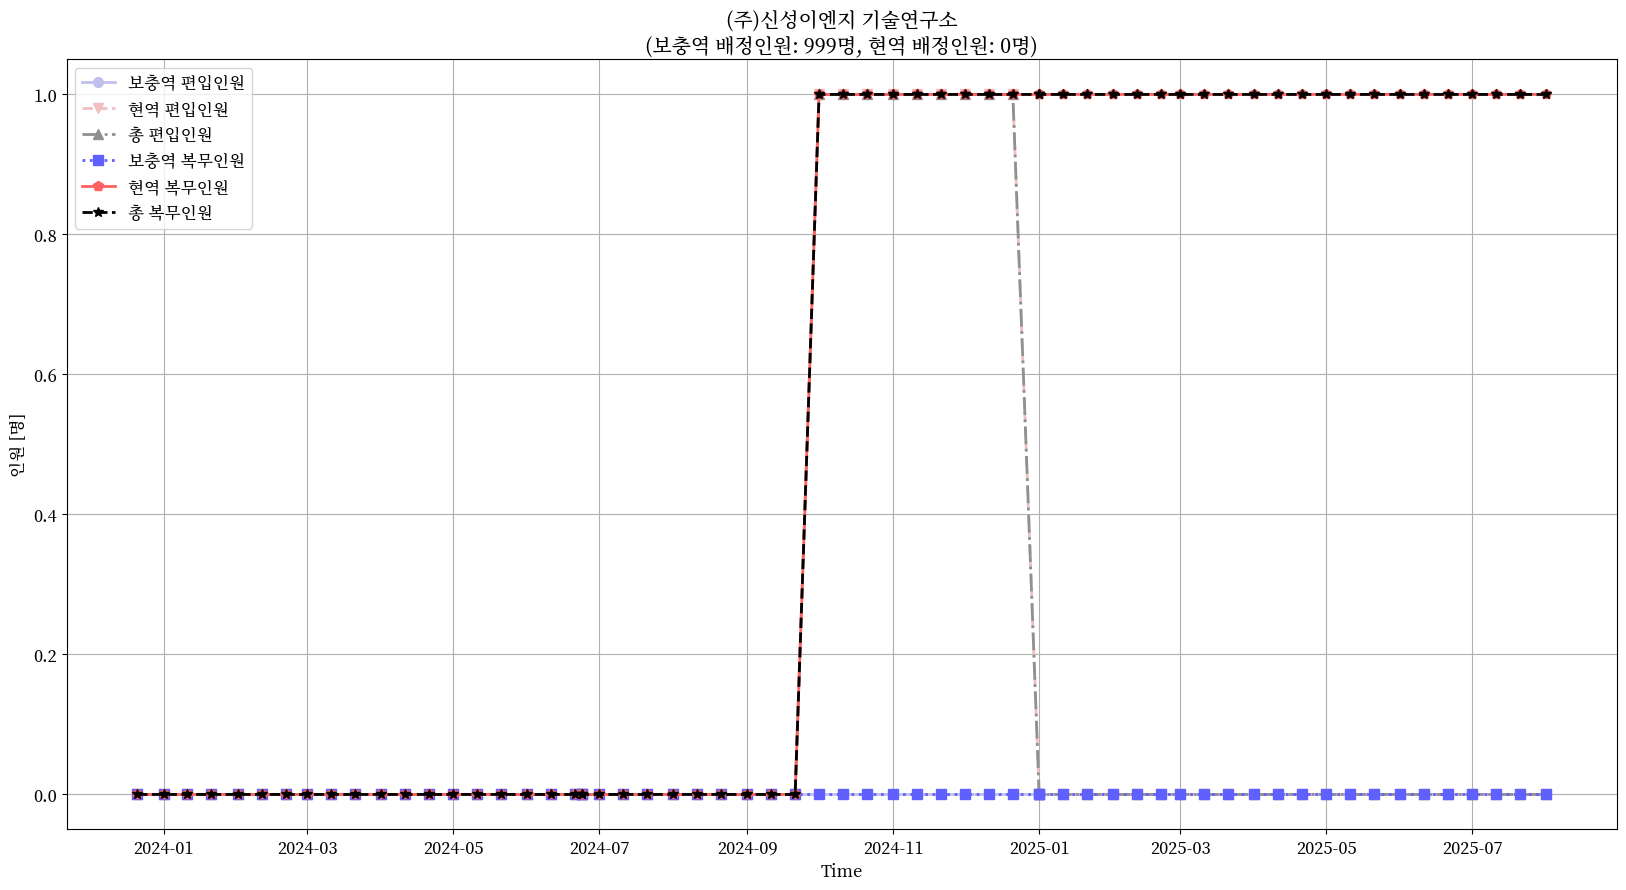 (주)신성이엔지 기술연구소
(보충역 배정인원: 999명, 현역 배정인원: 0명)
보충역 편입인원
현역 편입인원
총 편입인원
보충역 복무인원
현역 복무인원
총 복무인원
1.0
0.8
0.6
0.4
0.2
0.0
인원 [명]
2024-01
2024-03
2024-05
2024-07
2024-09
2024-11
2025-01
2025-03
2025-05
2025-07
Time